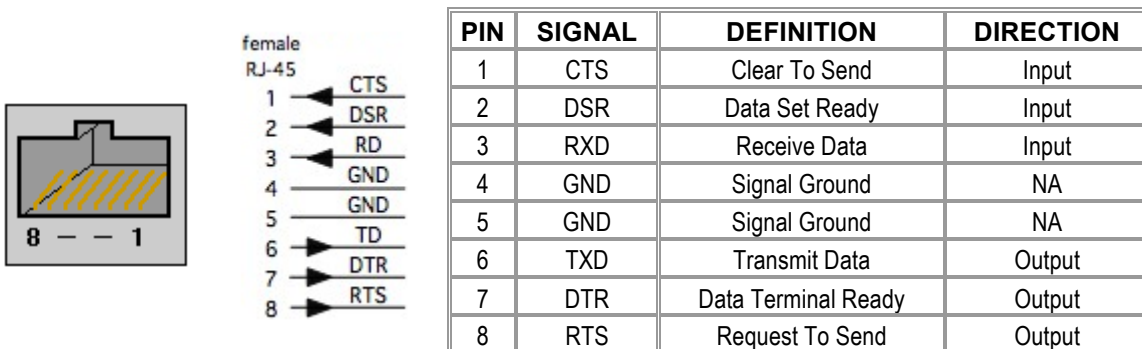 8 – – 1
female
RJ-45
1 CTS
2 DSR
3 RD
4 GND
5 GND
6 TD
7 DTR
8 RTS
PIN SIGNAL DEFINITION DIRECTION
1 CTS Clear To Send Input
2 DSR Data Set Ready Input
3 RXD Receive Data Input
4 GND Signal Ground NA
5 GND Signal Ground NA
6 TXD Transmit Data Output
7 DTR Data Terminal Ready Output
8 RTS Request To Send Output